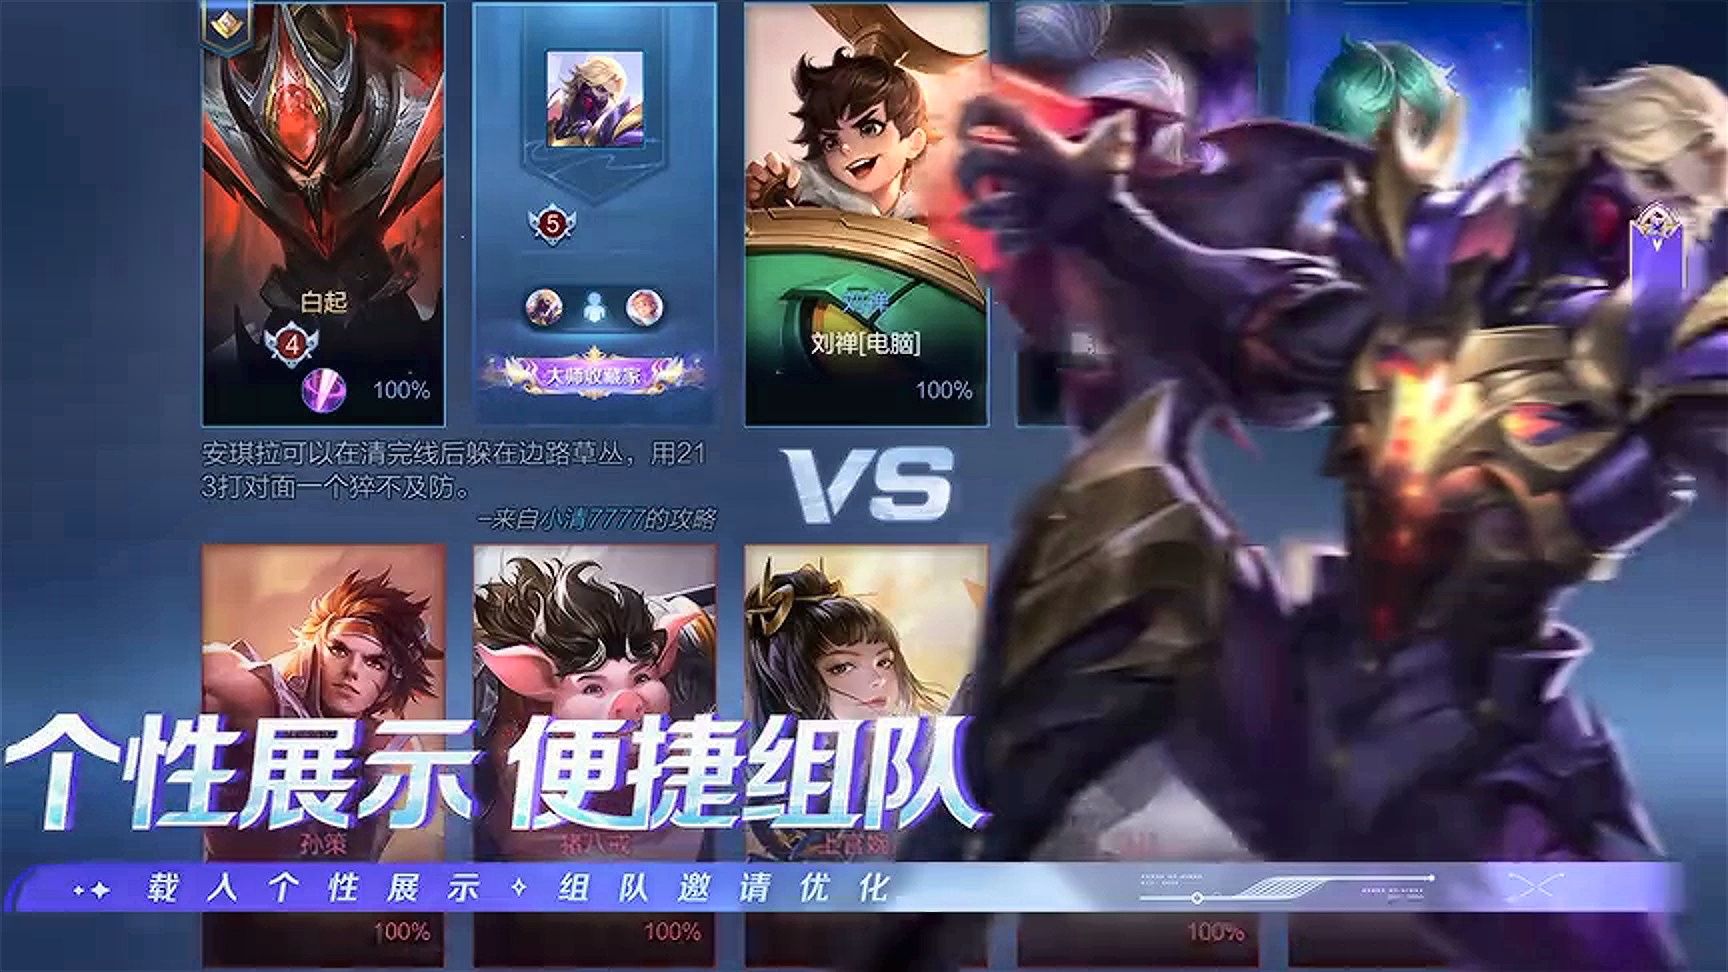 5
白起
刘禅
刘禅[电脑]
4
100%
大师收藏家
100%
安琪拉可以在清完线后躲在边路草丛，用21
3打对面一个猝不及防。
—来自小清7777的攻略
VS
个性展示 便捷组队
孙策
猪八戒
上官婉
载入个性展示 组队邀请优化
100%
100%
100%